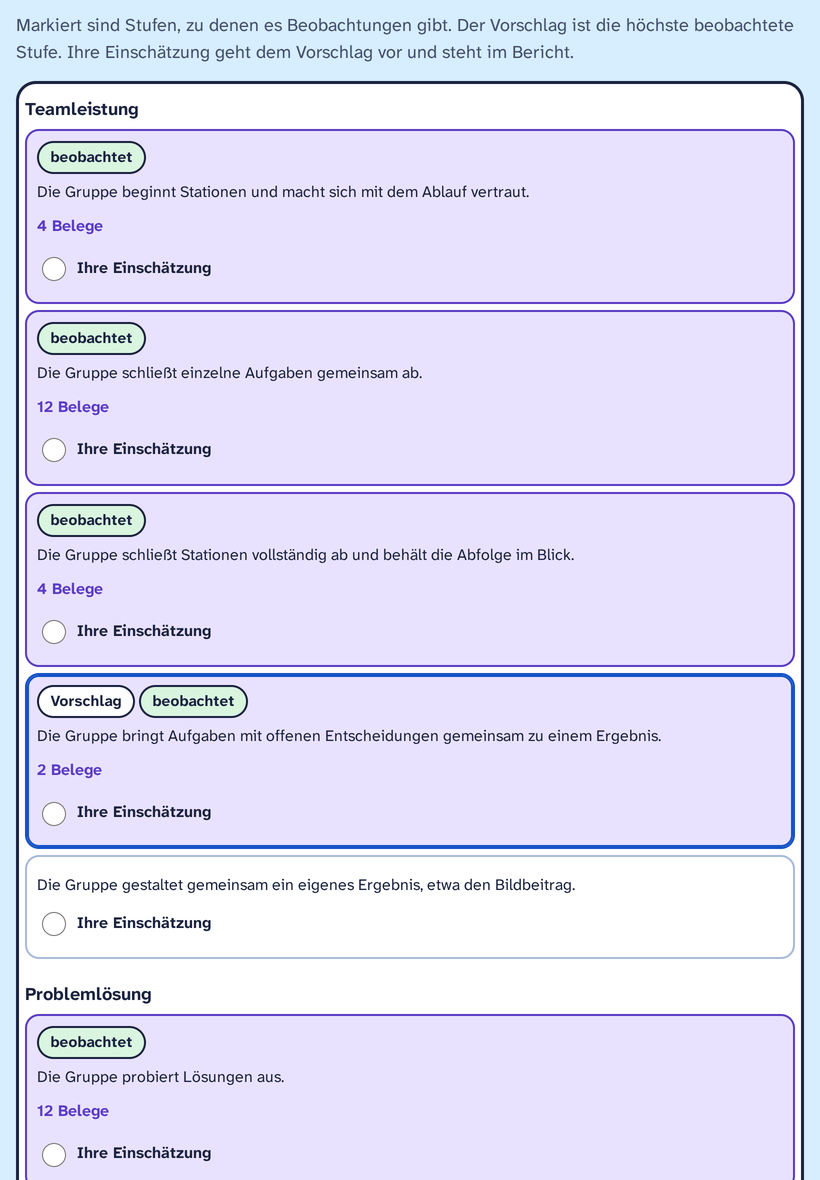 Markiert sind Stufen, zu denen es Beobachtungen gibt. Der Vorschlag ist die höchste beobachtete
Stufe. Ihre Einschätzung geht dem Vorschlag vor und steht im Bericht.
Teamleistung
beobachtet
Die Gruppe beginnt Stationen und macht sich mit dem Ablauf vertraut.
4 Belege
Ihre Einschätzung
beobachtet
Die Gruppe schließt einzelne Aufgaben gemeinsam ab.
12 Belege
Ihre Einschätzung
beobachtet
Die Gruppe schließt Stationen vollständig ab und behält die Abfolge im Blick.
4 Belege
Ihre Einschätzung
Vorschlag beobachtet
Die Gruppe bringt Aufgaben mit offenen Entscheidungen gemeinsam zu einem Ergebnis.
2 Belege
Ihre Einschätzung
Die Gruppe gestaltet gemeinsam ein eigenes Ergebnis, etwa den Bildbeitrag.
Ihre Einschätzung
Problemlösung
beobachtet
Die Gruppe probiert Lösungen aus.
12 Belege
Ihre Einschätzung